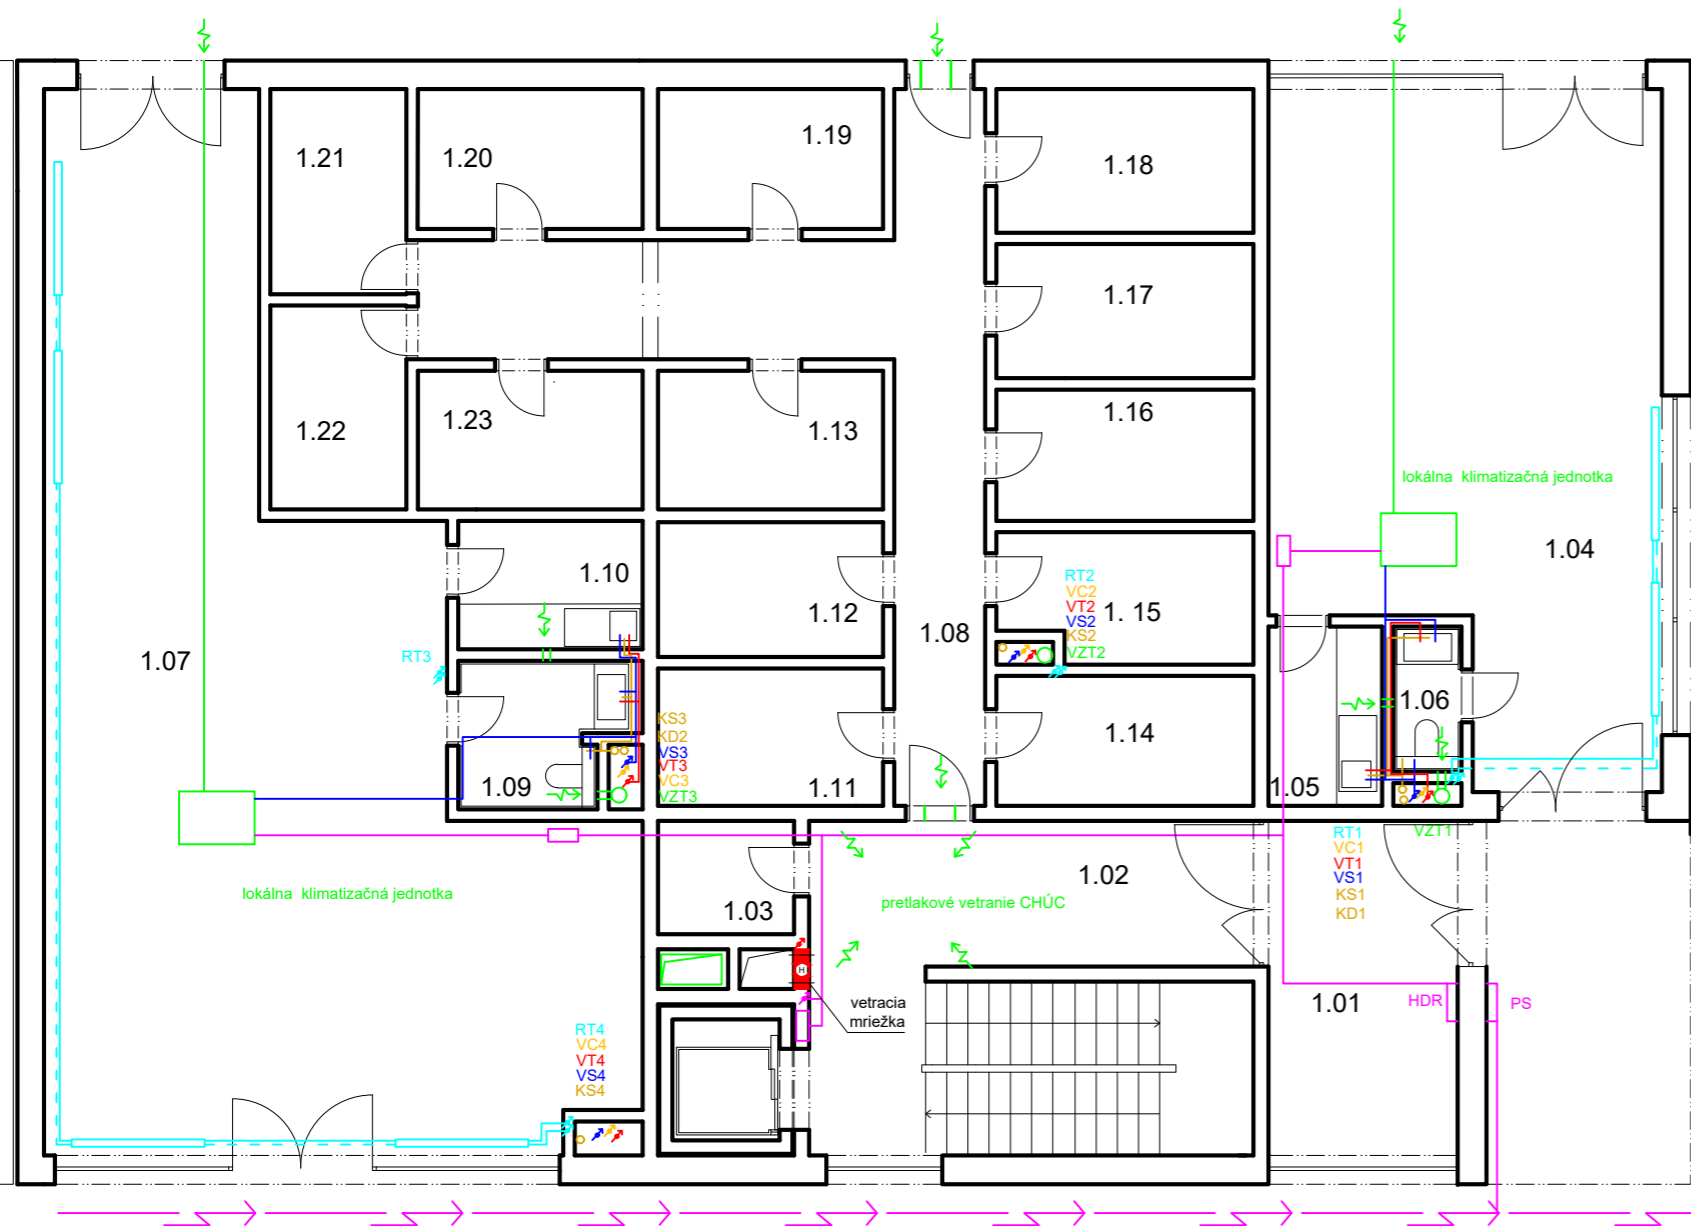 1.19
1.21
1.20
1.18
1.17
1.16
1.22
1.23
1.13
lokálna klimatizačná jednotka
1.04
1.10
RT2
VC2
VT2
VS2
KS2
VZT2
1. 15
1.12
1.08
1.07
RT3
1.06
KS3
KD2
VS3
VT3
VC3
VZT3
1.14
1.09
1.11
1.05
RT1
VC1
VT1
VS1
KS1
KD1
VZT1
1.02
lokálna klimatizačná jednotka
pretlakové vetranie CHÚC
1.03
H
vetracia
mriežka
1.01
HDR
PS
RT4
VC4
VT4
VS4
KS4